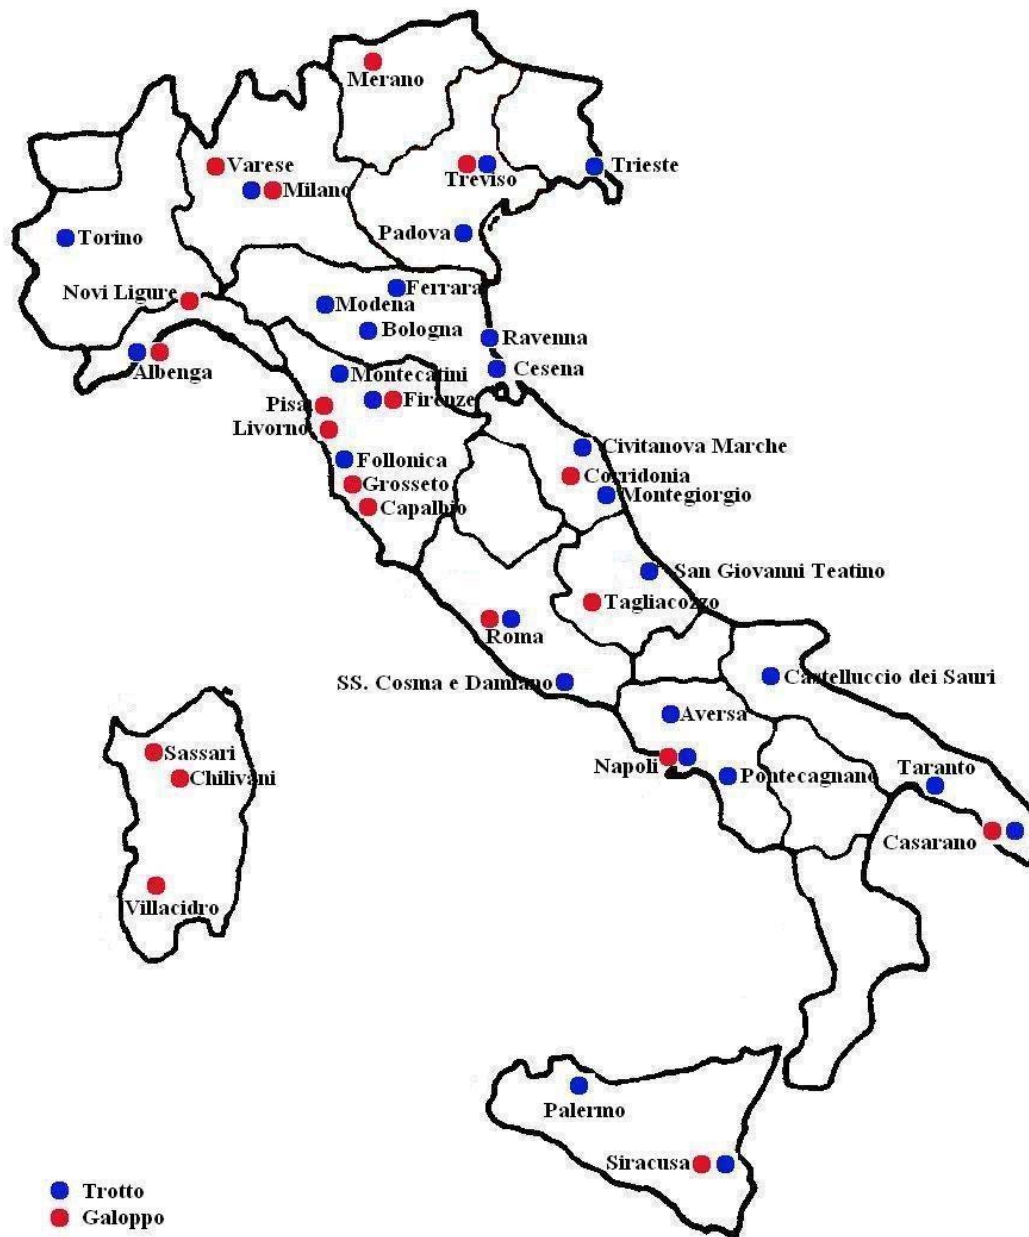 Merano
Varese
Treviso
Trieste
Milano
Padova
Torino
Ferrara
Novi Ligure
Modena
Bologna
Ravenna
Albenga
Montecatini
Cesena
Pisa
Firenze
Livorno
Civitanova Marche
Follonica
Corridonia
Grosseto
Montegiorgio
Capalbio
San Giovanni Teatino
Tagliacozzo
Roma
SS. Cosma e Damiano
Castelluccio dei Sauri
Aversa
Sassari
Napoli
Taranto
Chilivani
Pontecagnano
Casarano
Villacidro
Palermo
Siracusa
Trotto
Galoppo